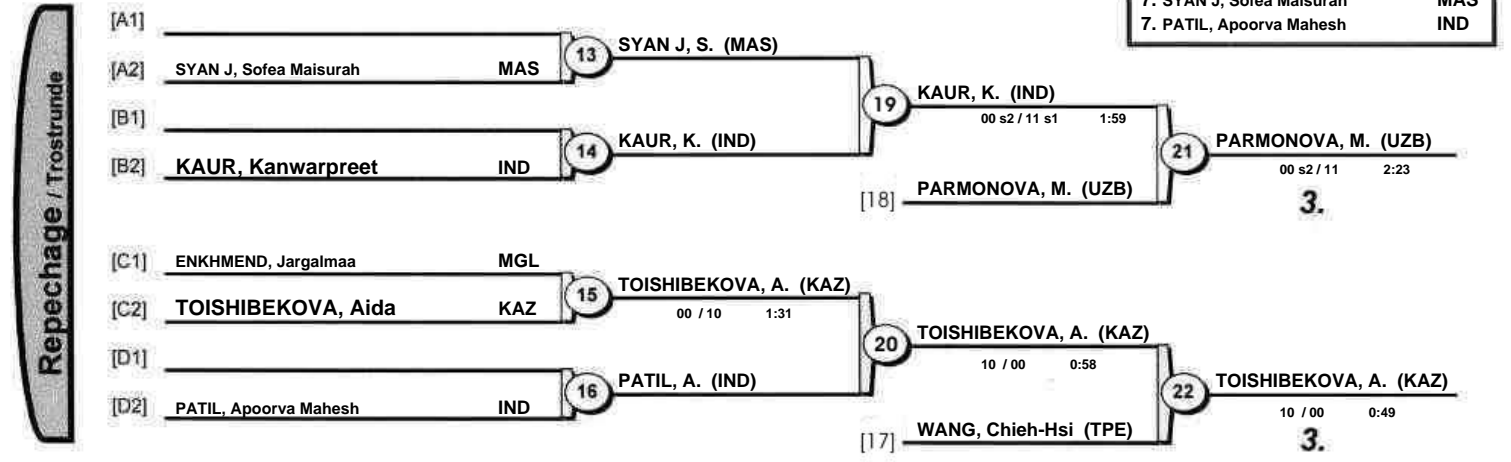 7. SYAN J, Sofea Maisurah MAS
7. PATIL, Apoorva Mahesh IND
Repechage / Trostrunde
[A1]
[A2] SYAN J, Sofea Maisurah MAS
13
SYAN J, S. (MAS)
[B1]
[B2] KAUR, Kanwarpreet IND
14
KAUR, K. (IND)
19
KAUR, K. (IND)
00 s2 / 11 s1 1:59
[18] PARMONOVA, M. (UZB)
21
PARMONOVA, M. (UZB)
00 s2 / 11 2:23
3.
[C1] ENKHMEND, Jargalmaa MGL
[C2] TOISHIBEKOVA, Aida KAZ
15
TOISHIBEKOVA, A. (KAZ)
00 / 10 1:31
[D1]
[D2] PATIL, Apoorva Mahesh IND
16
PATIL, A. (IND)
20
TOISHIBEKOVA, A. (KAZ)
10 / 00 0:58
[17] WANG, Chieh-Hsi (TPE)
22
TOISHIBEKOVA, A. (KAZ)
10 / 00 0:49
3.